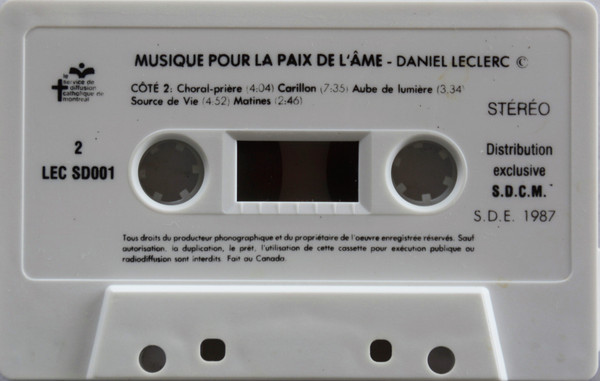 MUSIQUE POUR LA PAIX DE L'ÂME - DANIEL LECLERC ©
le service de diffusion catholique de montréal
CÔTÉ 2: Choral-prière (4:04) Carillon (7:35) Aube de lumière (3,34)
Source de Vie (4:52) Matines (2:46)
STÉRÉO
2
LEC SD001
Distribution
exclusive
S.D.C.M.
S.D.E. 1987
Tous droits du producteur phonographique et du propriétaire de l'oeuvre enregistrée réservés. Sauf
autorisation, la duplication, le prêt, l'utilisation de cette cassette pour exécution publique ou
radiodiffusion sont interdits. Fait au Canada.